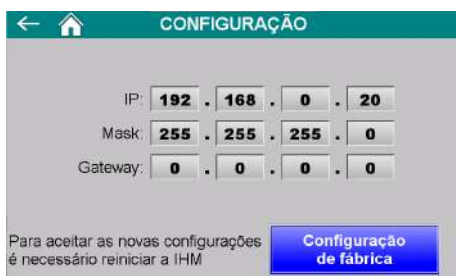 CONFIGURAÇÃO
IP: 192 . 168 . 0 . 20
Mask: 255 . 255 . 255 . 0
Gateway: 0 . 0 . 0 . 0
Para aceitar as novas configurações
é necessário reiniciar a IHM
Configuração
de fábrica